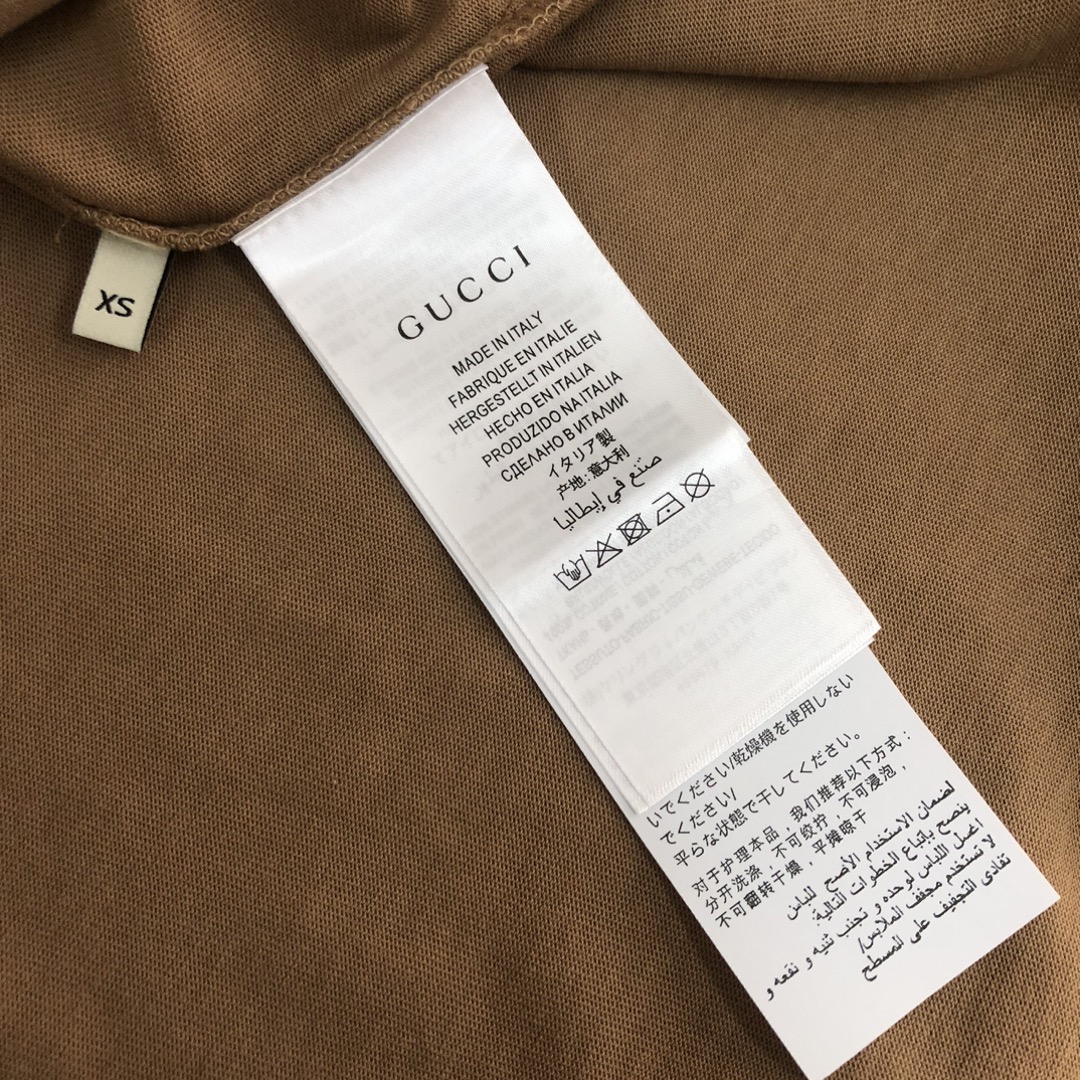 XS
GUCCI
MADE IN ITALY
FABRIQUE EN ITALIE
HERGESTELLT IN ITALIEN
HECHO EN ITALIA
PRODUZIDO NA ITALIA
СДЕЛАНО В ИТАЛИИ
イタリア製
产地:意大利
صنع في إيطاليا
いでください/乾燥機を使用しない
でください/
平らな状態で干してください。
对于护理本品，我们推荐以下方式：
分开洗涤，不可绞拧，不可浸泡，
不可翻转干燥，平摊晾干
لضمان الاستخدام الأصح للباس
ينصح بإتباع الخطوات التالية:
اغسل اللباس لوحده و تجنب ثنيه و نقعه و
لا تستخدم مجفف الملابس/
تفادى التجفيف على المسطح